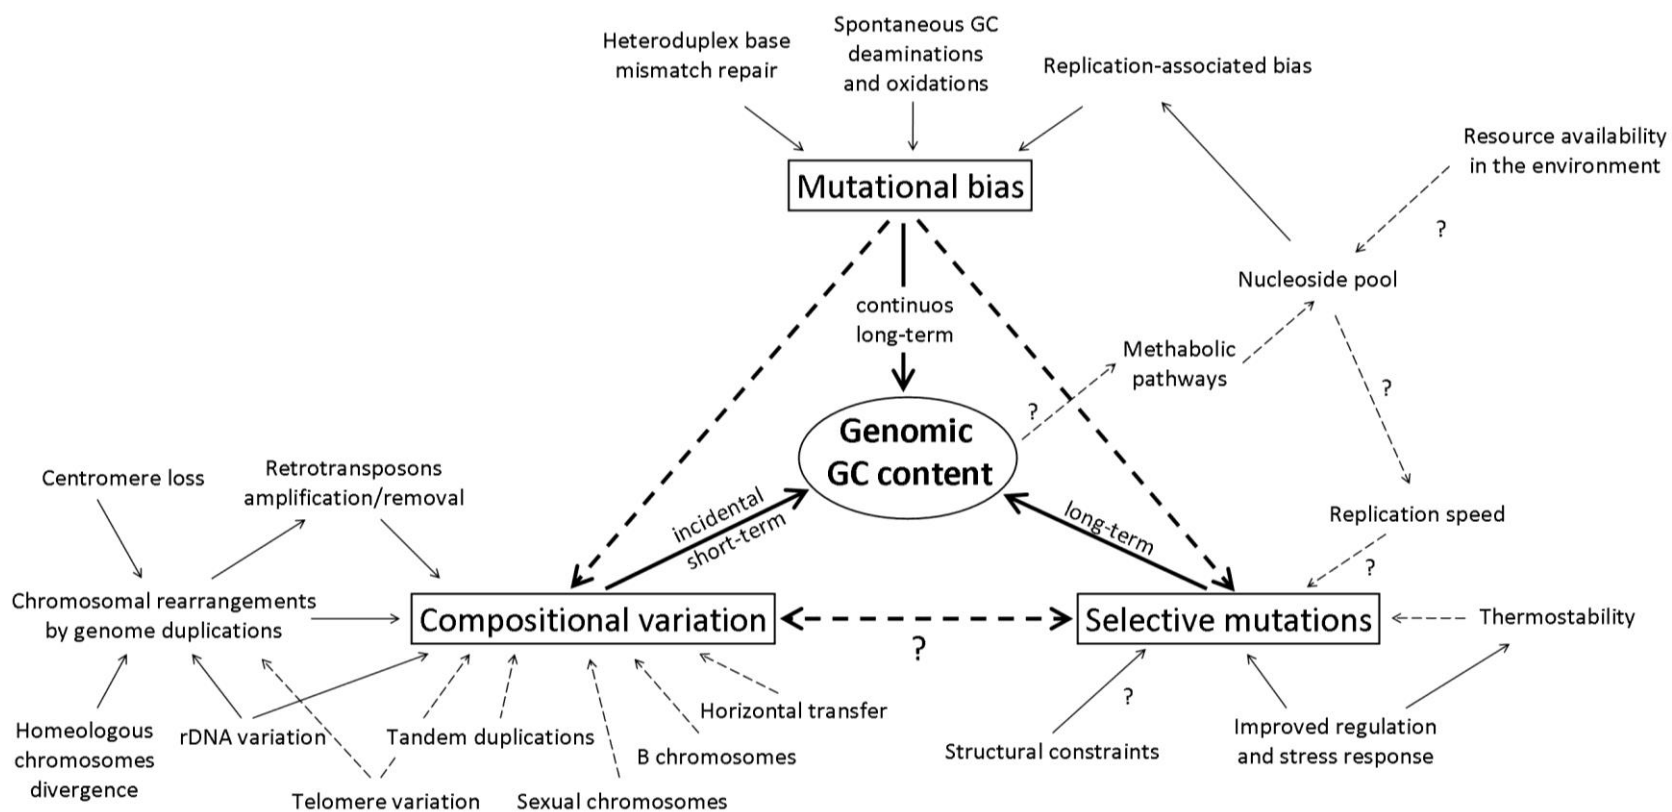 Heteroduplex base
mismatch repair
Spontaneous GC
deaminations
and oxidations
Replication-associated bias
Resource availability
in the environment
?
Mutational bias
Nucleoside pool
continuos
long-term
Methabolic
pathways
?
?
Genomic
GC content
Centromere loss
Retrotransposons
amplification/removal
incidental
short-term
long-term
Replication speed
?
Chromosomal rearrangements
by genome duplications
Compositional variation
?
Selective mutations
Thermostability
Homeologous
chromosomes
divergence
rDNA variation
Telomere variation
Tandem duplications
Sexual chromosomes
B chromosomes
Horizontal transfer
?
Structural constraints
Improved regulation
and stress response